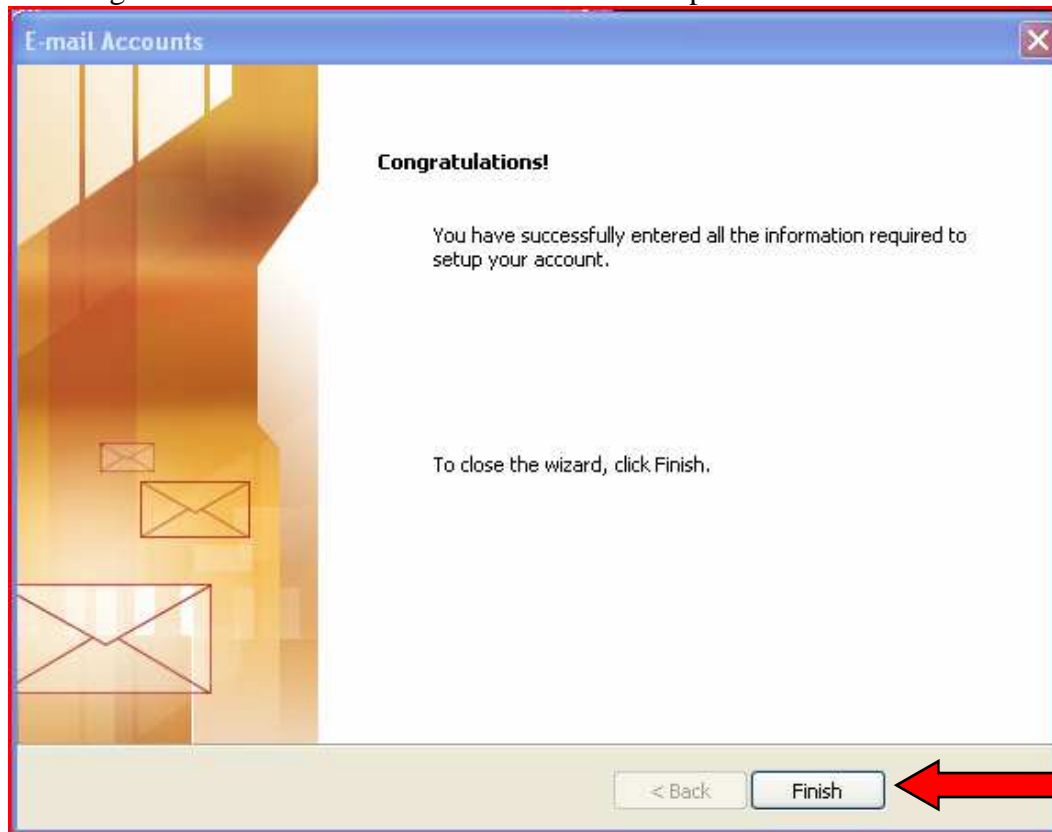 E-mail Accounts
Congratulations!
You have successfully entered all the information required to
setup your account.
To close the wizard, click Finish.
< Back
Finish